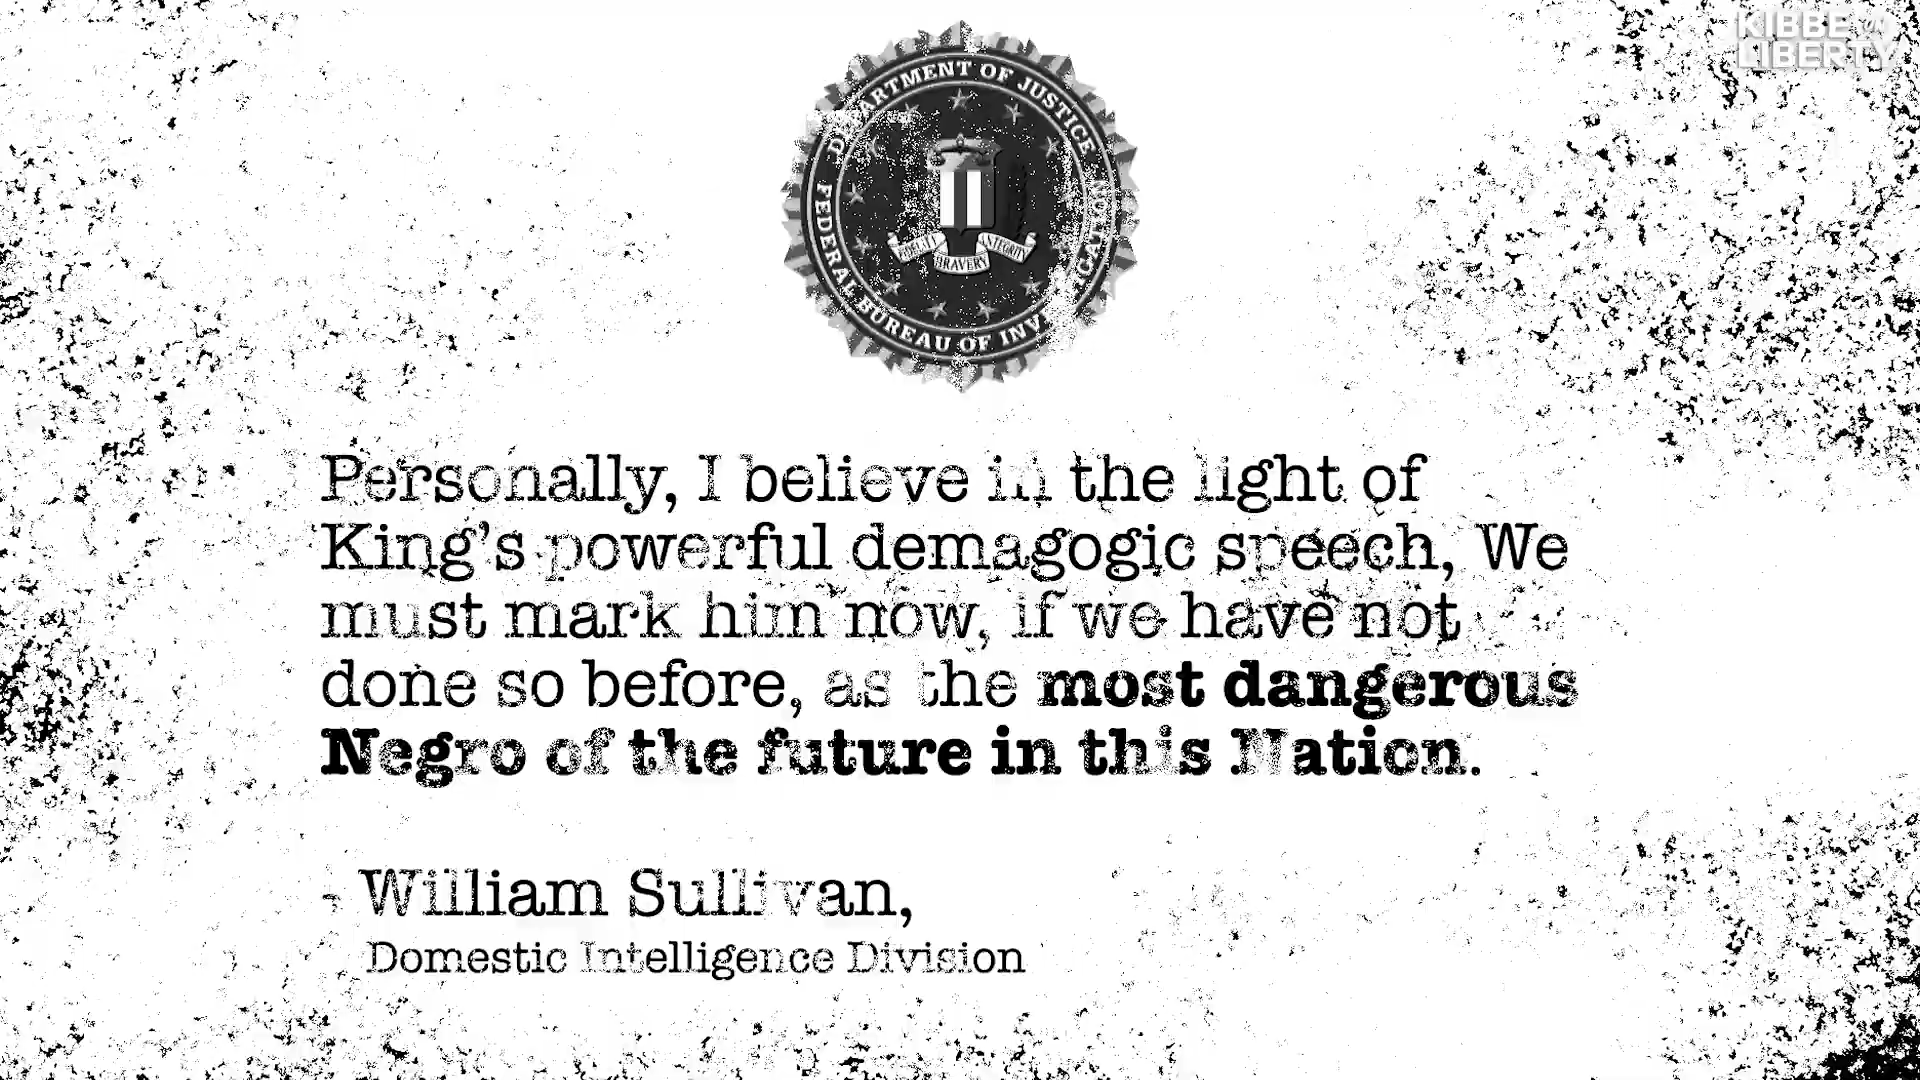 KIBBE ON
LIBERTY
DEPARTMENT OF JUSTICE
FEDERAL BUREAU OF INVESTIGATION
FIDELITY BRAVERY INTEGRITY
Personally, I believe in the light of
King's powerful demagogic speech, We
must mark him now, if we have not
done so before, as the most dangerous
Negro of the future in this Nation.
- William Sullivan,
Domestic Intelligence Division